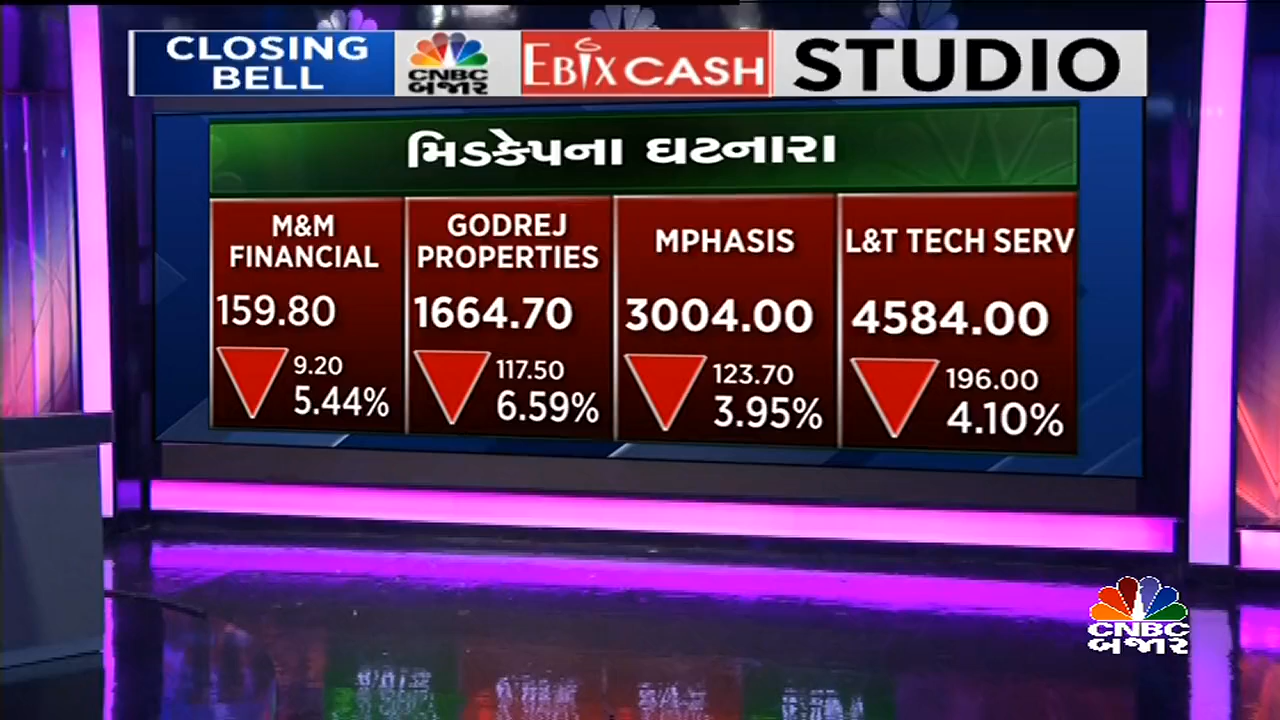 CLOSING BELL
CNBC બજાર
EBIXCASH
STUDIO
મિડકેપના ઘટનારા
M&M FINANCIAL
159.80
9.20
5.44%
GODREJ PROPERTIES
1664.70
117.50
6.59%
MPHASIS
3004.00
123.70
3.95%
L&T TECH SERV
4584.00
196.00
4.10%
CNBC
બજાર